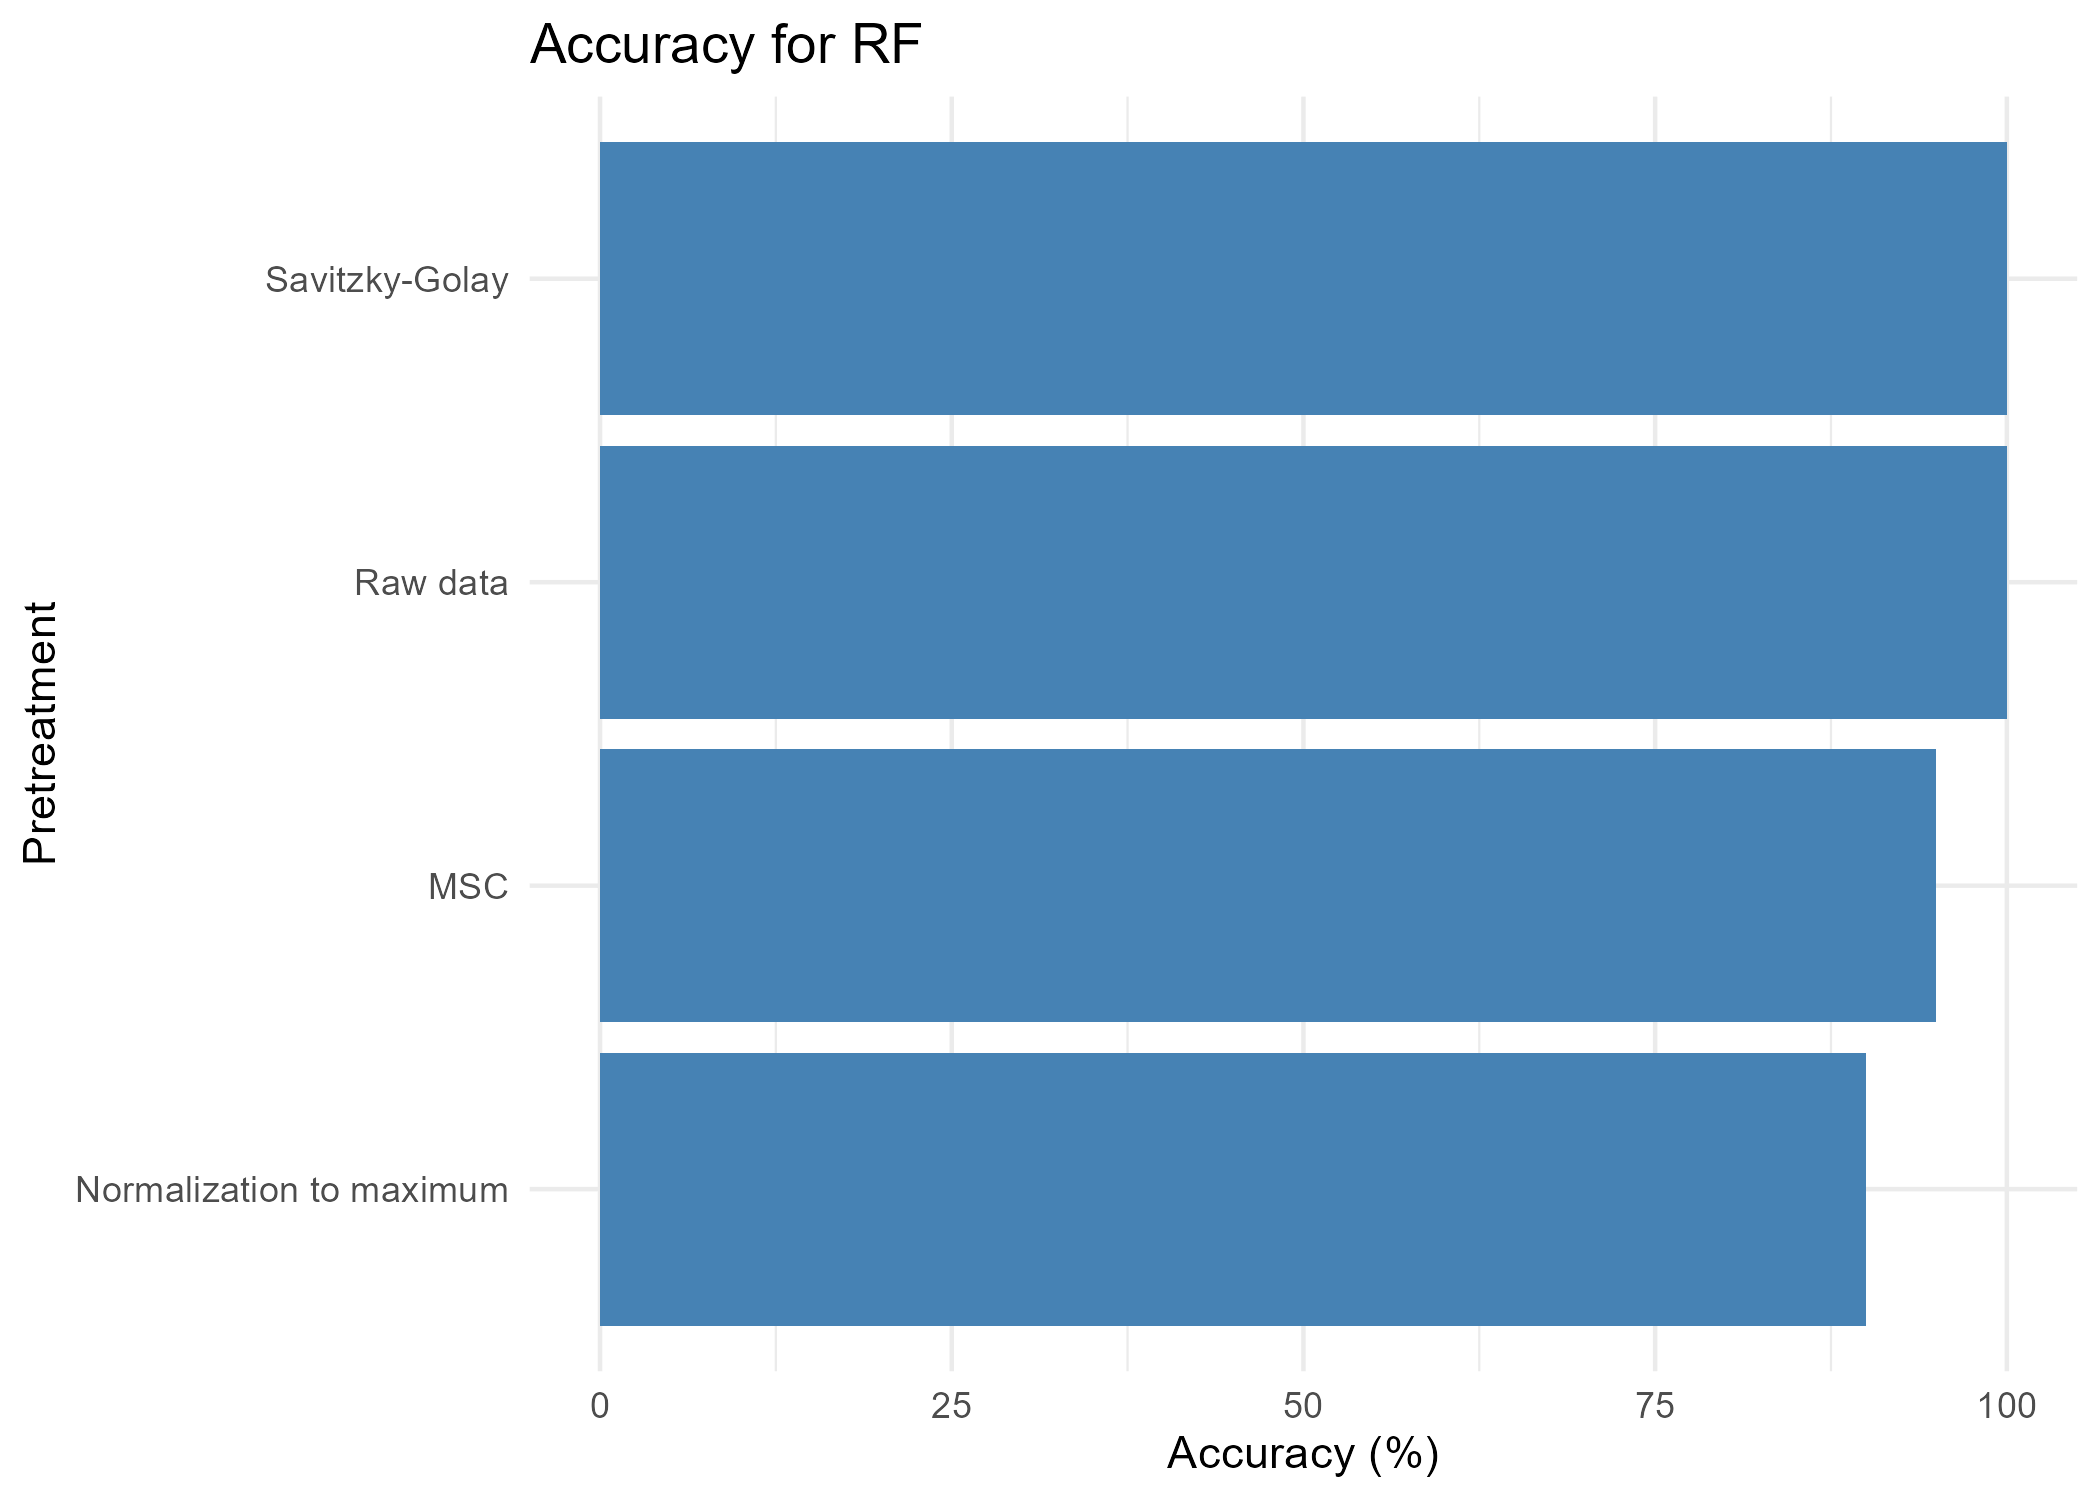 Accuracy for RF
Pretreatment
Savitzky-Golay
Raw data
MSC
Normalization to maximum
0 25 50 75 100
Accuracy (%)